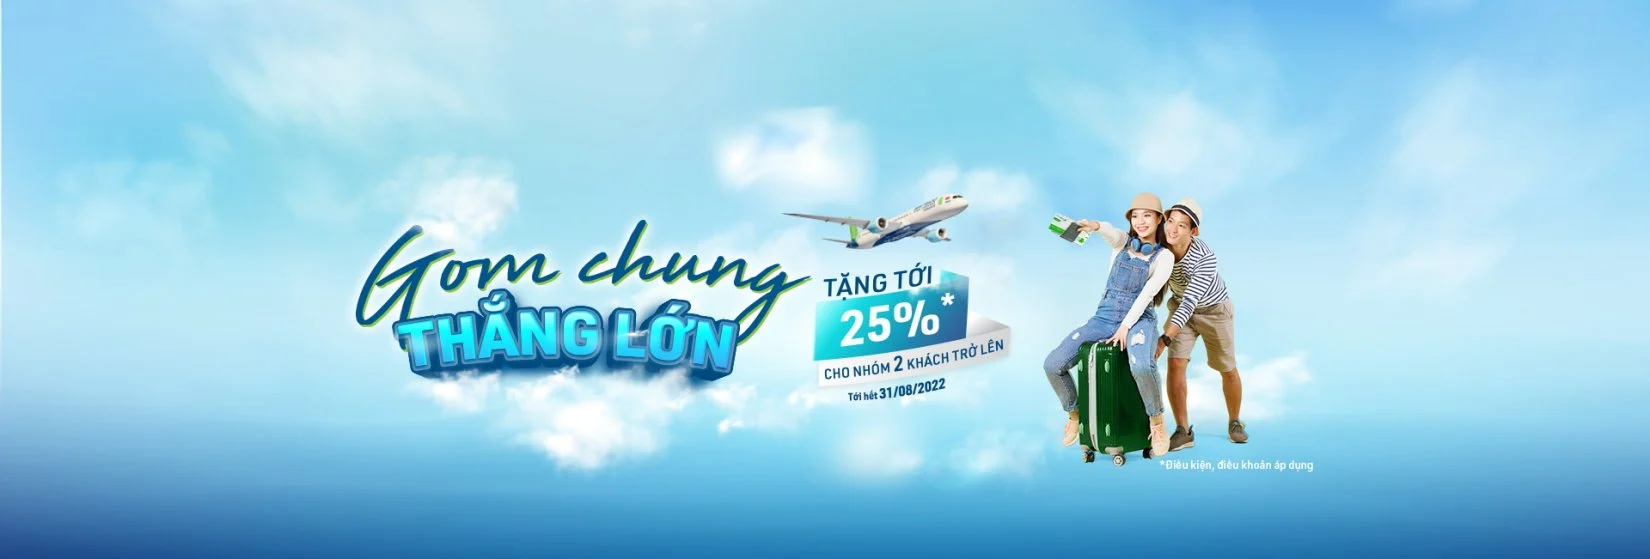 Gom chung
THẮNG LỚN
TẶNG TỚI
25%*
CHO NHÓM 2 KHÁCH TRỞ LÊN
Tới hết 31/08/2022
*Điều kiện, điều khoản áp dụng